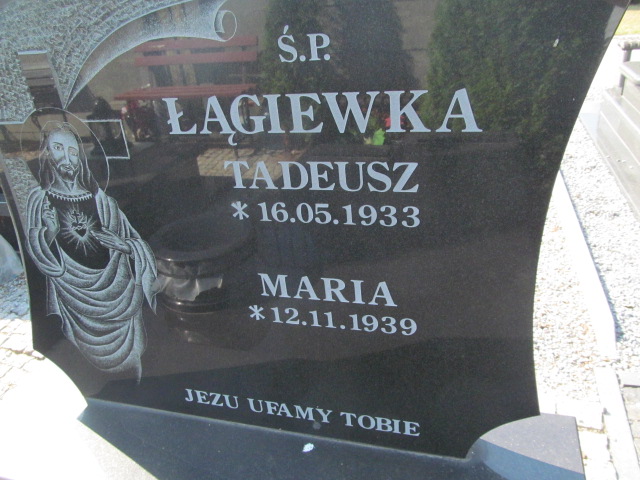 Ś.P.
ŁĄGIEWKA
TADEUSZ
* 16.05.1933
MARIA
* 12.11.1939
JEZU UFAMY TOBIE